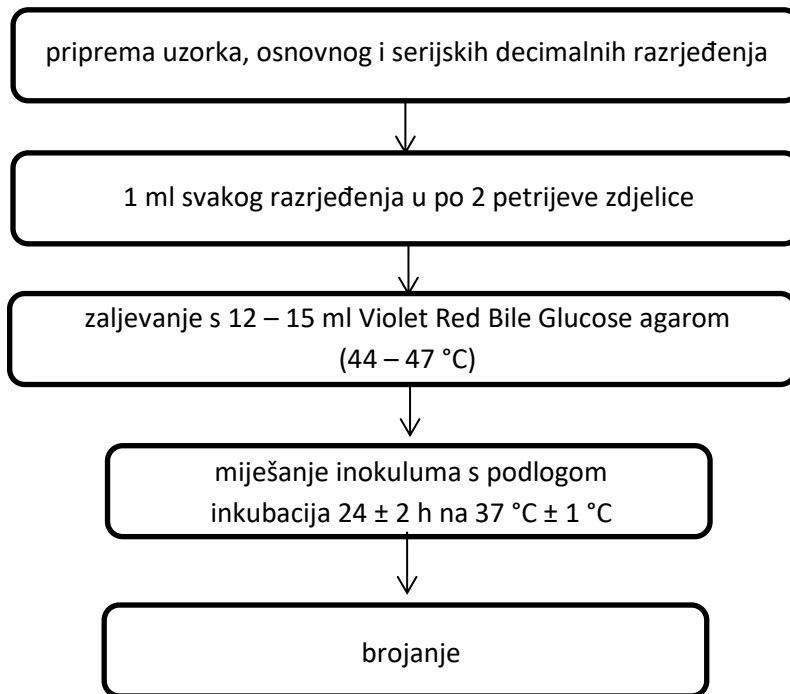 priprema uzorka, osnovnog i serijskih decimalnih razrjeđenja
1 ml svakog razrjeđenja u po 2 petrijeve zdjelice
zaljevanje s 12 – 15 ml Violet Red Bile Glucose agarom
(44 – 47 °C)
miješanje inokuluma s podlogom
inkubacija 24 ± 2 h na 37 °C ± 1 °C
brojanje